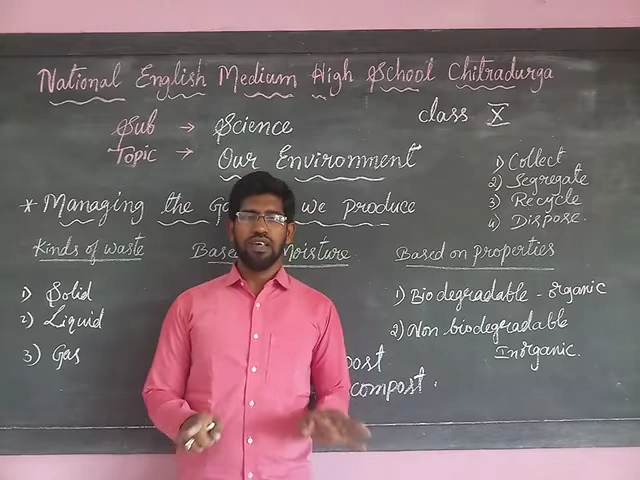 National English Medium High School Chitradurga
class X
Sub → Science
Topic → Our Environment
1) Collect
2) Segregate
3) Recycle
4) Dispose.
* Managing the we produce
Kinds of waste
1) Solid
2) Liquid
3) Gas
Moisture
compost.
Based on properties
1) Biodegradable - organic
2) Non biodegradable
Inorganic.